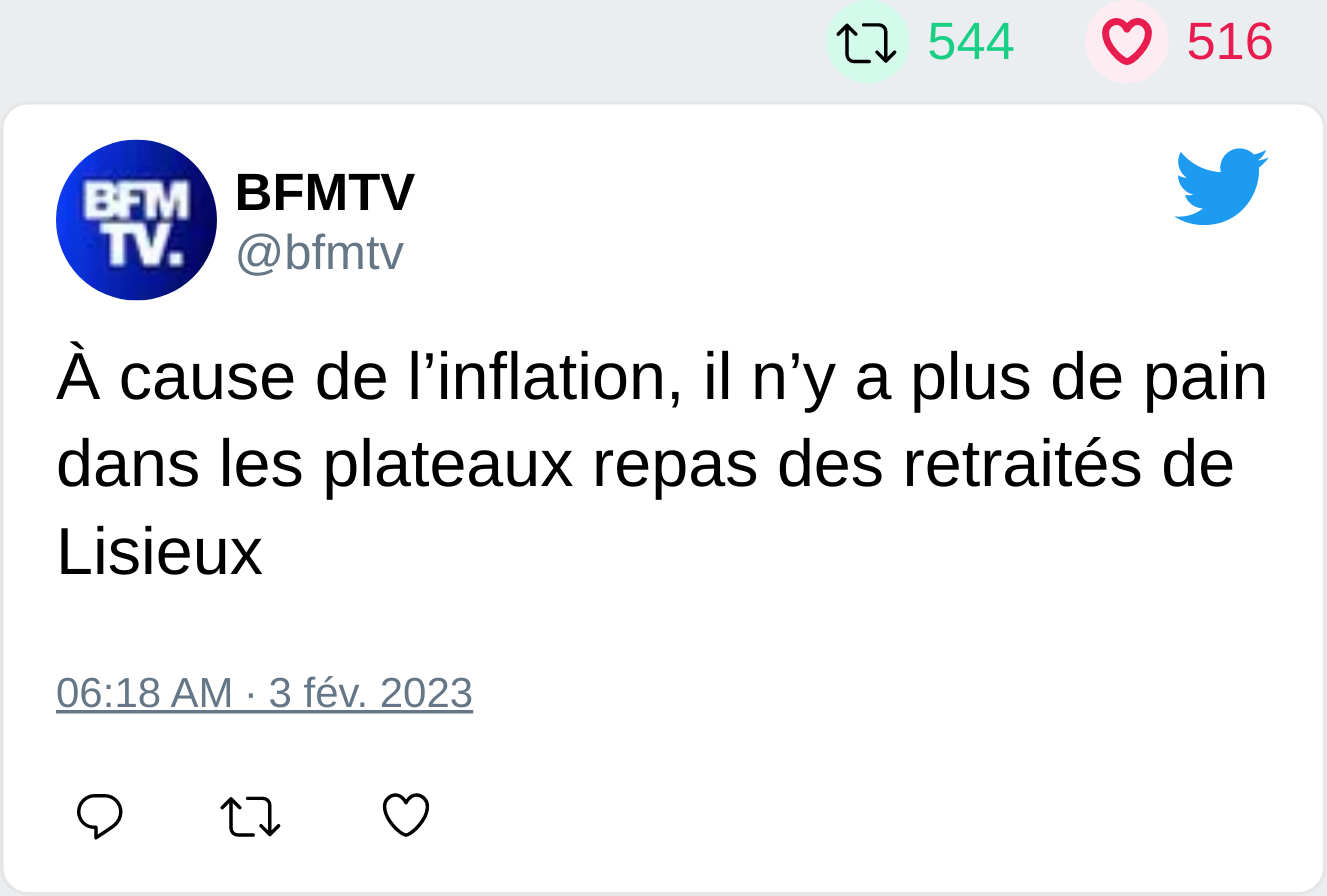 544 516
BFM
TV.
BFMTV
@bfmtv
À cause de l’inflation, il n’y a plus de pain
dans les plateaux repas des retraités de
Lisieux
06:18 AM · 3 fév. 2023